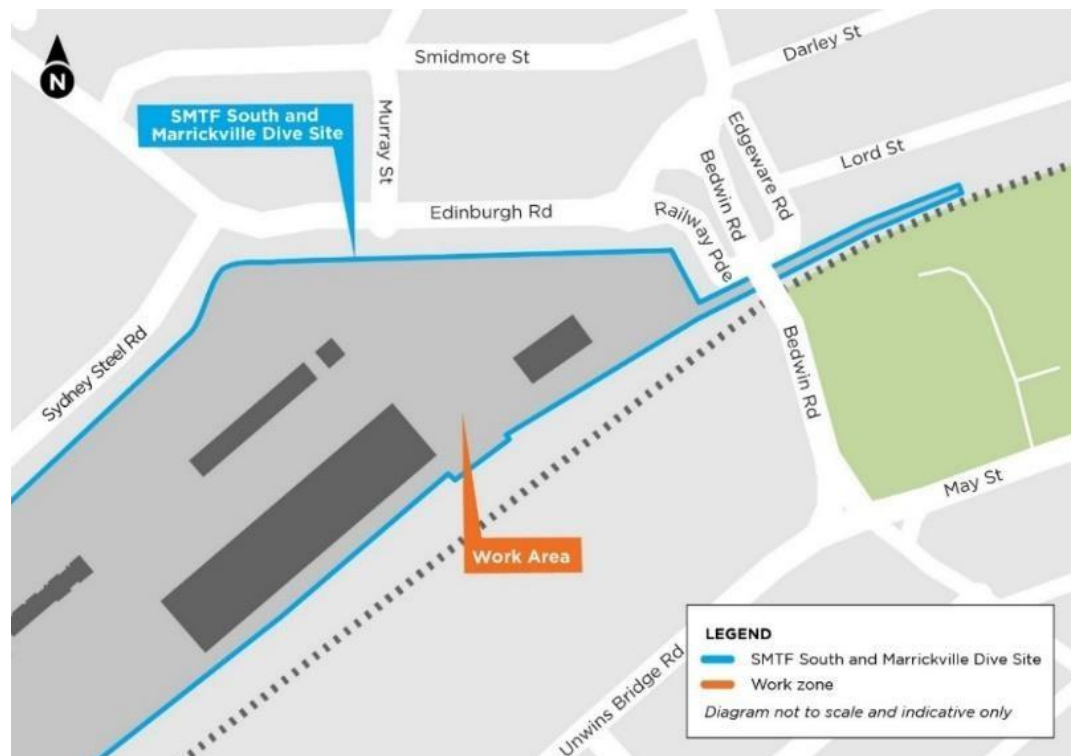 Smidmore St
Darley St
N
SMTF South and
Marrickville Dive Site
Murray St
Edgeware Rd
Bedwin Rd
Lord St
Edinburgh Rd
Railway Pde
Sydney Steel Rd
Bedwin Rd
May St
Work Area
Unwins Bridge Rd
LEGEND
SMTF South and Marrickville Dive Site
Work zone
Diagram not to scale and indicative only